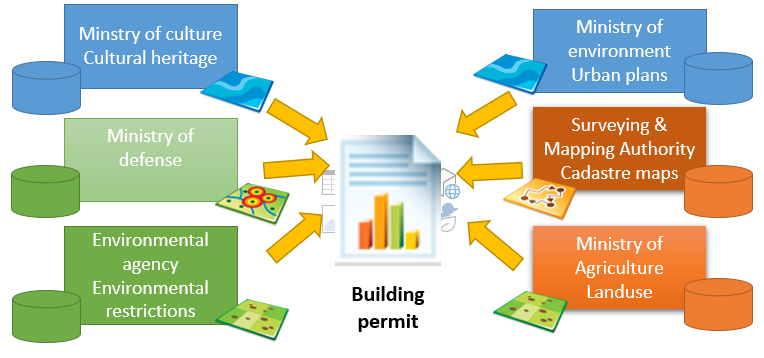 Minstry of culture
Cultural heritage
Ministry of
defense
Environmental
agency
Environmental
restrictions
Building
permit
Ministry of
environment
Urban plans
Surveying &
Mapping Authority
Cadastre maps
Ministry of
Agriculture
Landuse